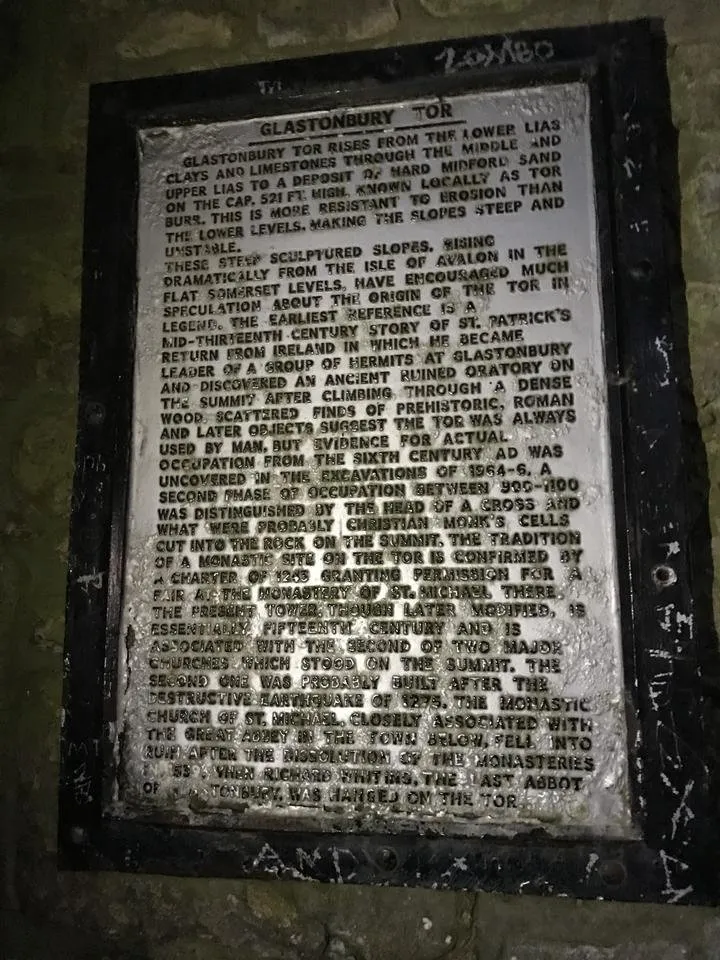 ZOMBO
GLASTONBURY TOR
GLASTONBURY TOR RISES FROM THE LOWER LIAS
CLAYS AND LIMESTONES THROUGH THE MIDDLE AND
UPPER LIAS TO A DEPOSIT OF HARD MIDFORD SAND
ON THE CAP, 521 FT. HIGH, KNOWN LOCALLY AS TOR
BURR. THIS IS MORE RESISTANT TO EROSION THAN
THE LOWER LEVELS, MAKING THE SLOPES STEEP AND
UNSTABLE.
THESE STEEP SCULPTURED SLOPES, RISING
DRAMATICALLY FROM THE ISLE OF AVALON IN THE
FLAT SOMERSET LEVELS, HAVE ENCOURAGED MUCH
SPECULATION ABOUT THE ORIGIN OF THE TOR IN
LEGEND. THE EARLIEST REFERENCE IS A
MID-THIRTEENTH-CENTURY STORY OF ST. PATRICK'S
RETURN FROM IRELAND IN WHICH HE BECAME
LEADER OF A GROUP OF HERMITS AT GLASTONBURY
AND DISCOVERED AN ANCIENT RUINED ORATORY ON
THE SUMMIT AFTER CLIMBING THROUGH A DENSE
WOOD. SCATTERED FINDS OF PREHISTORIC, ROMAN
AND LATER OBJECTS SUGGEST THE TOR WAS ALWAYS
USED BY MAN, BUT EVIDENCE FOR ACTUAL
OCCUPATION FROM THE SIXTH CENTURY AD WAS
UNCOVERED IN THE EXCAVATIONS OF 1964-6. A
SECOND PHASE OF OCCUPATION BETWEEN 900-1100
WAS DISTINGUISHED BY THE HEAD OF A CROSS AND
WHAT WERE PROBABLY CHRISTIAN MONK'S CELLS
CUT INTO THE ROCK ON THE SUMMIT. THE TRADITION
OF A MONASTIC SITE ON THE TOR IS CONFIRMED BY
A CHARTER OF 1243 GRANTING PERMISSION FOR A
FAIR AT THE MONASTERY OF ST. MICHAEL THERE.
THE PRESENT TOWER, THOUGH LATER MODIFIED, IS
ESSENTIALLY FIFTEENTH CENTURY AND IS
ASSOCIATED WITH THE SECOND OF TWO MAJOR
CHURCHES WHICH STOOD ON THE SUMMIT. THE
SECOND ONE WAS PROBABLY BUILT AFTER THE
DESTRUCTIVE EARTHQUAKE OF 1275. THE MONASTIC
CHURCH OF ST. MICHAEL, CLOSELY ASSOCIATED WITH
THE GREAT ABBEY IN THE TOWN BELOW, FELL INTO
RUIN AFTER THE DISSOLUTION OF THE MONASTERIES
WHEN RICHARD WHITING, THE LAST ABBOT
OF GLASTONBURY, WAS HANGED ON THE TOR.
AND